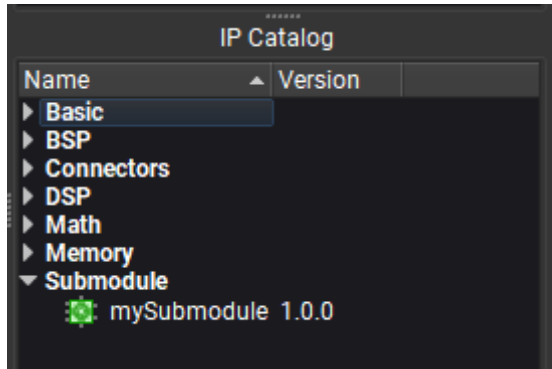 IP Catalog
Name Version
Basic
BSP
Connectors
DSP
Math
Memory
Submodule
mySubmodule 1.0.0